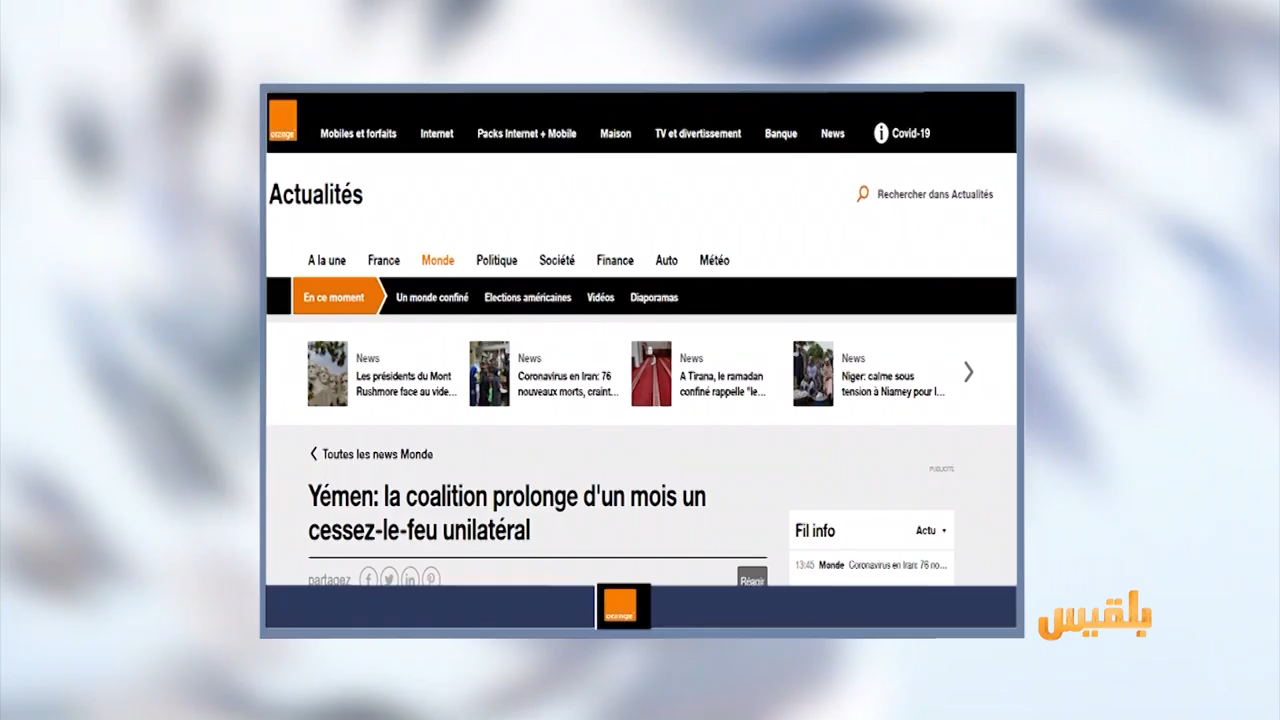 orange
Mobiles et forfaits Internet Packs Internet + Mobile Maison TV et divertissement Banque News i Covid-19
Actualités
Rechercher dans Actualités
A la une France Monde Politique Société Finance Auto Météo
En ce moment Un monde confiné Elections américaines Vidéos Diaporamas
News
Les présidents du Mont
Rushmore face au vide...
News
Coronavirus en Iran: 76
nouveaux morts, craint...
News
A Tirana, le ramadan
confiné rappelle "le...
News
Niger: calme sous
tension à Niamey pour l...
Toutes les news Monde
PUBLICITÉ
Yémen: la coalition prolonge d'un mois un
cessez-le-feu unilatéral
Fil info Actu
13:45 Monde Coronavirus en Iran: 76 no...
partagez f in
Réagir
orange
بلقيس